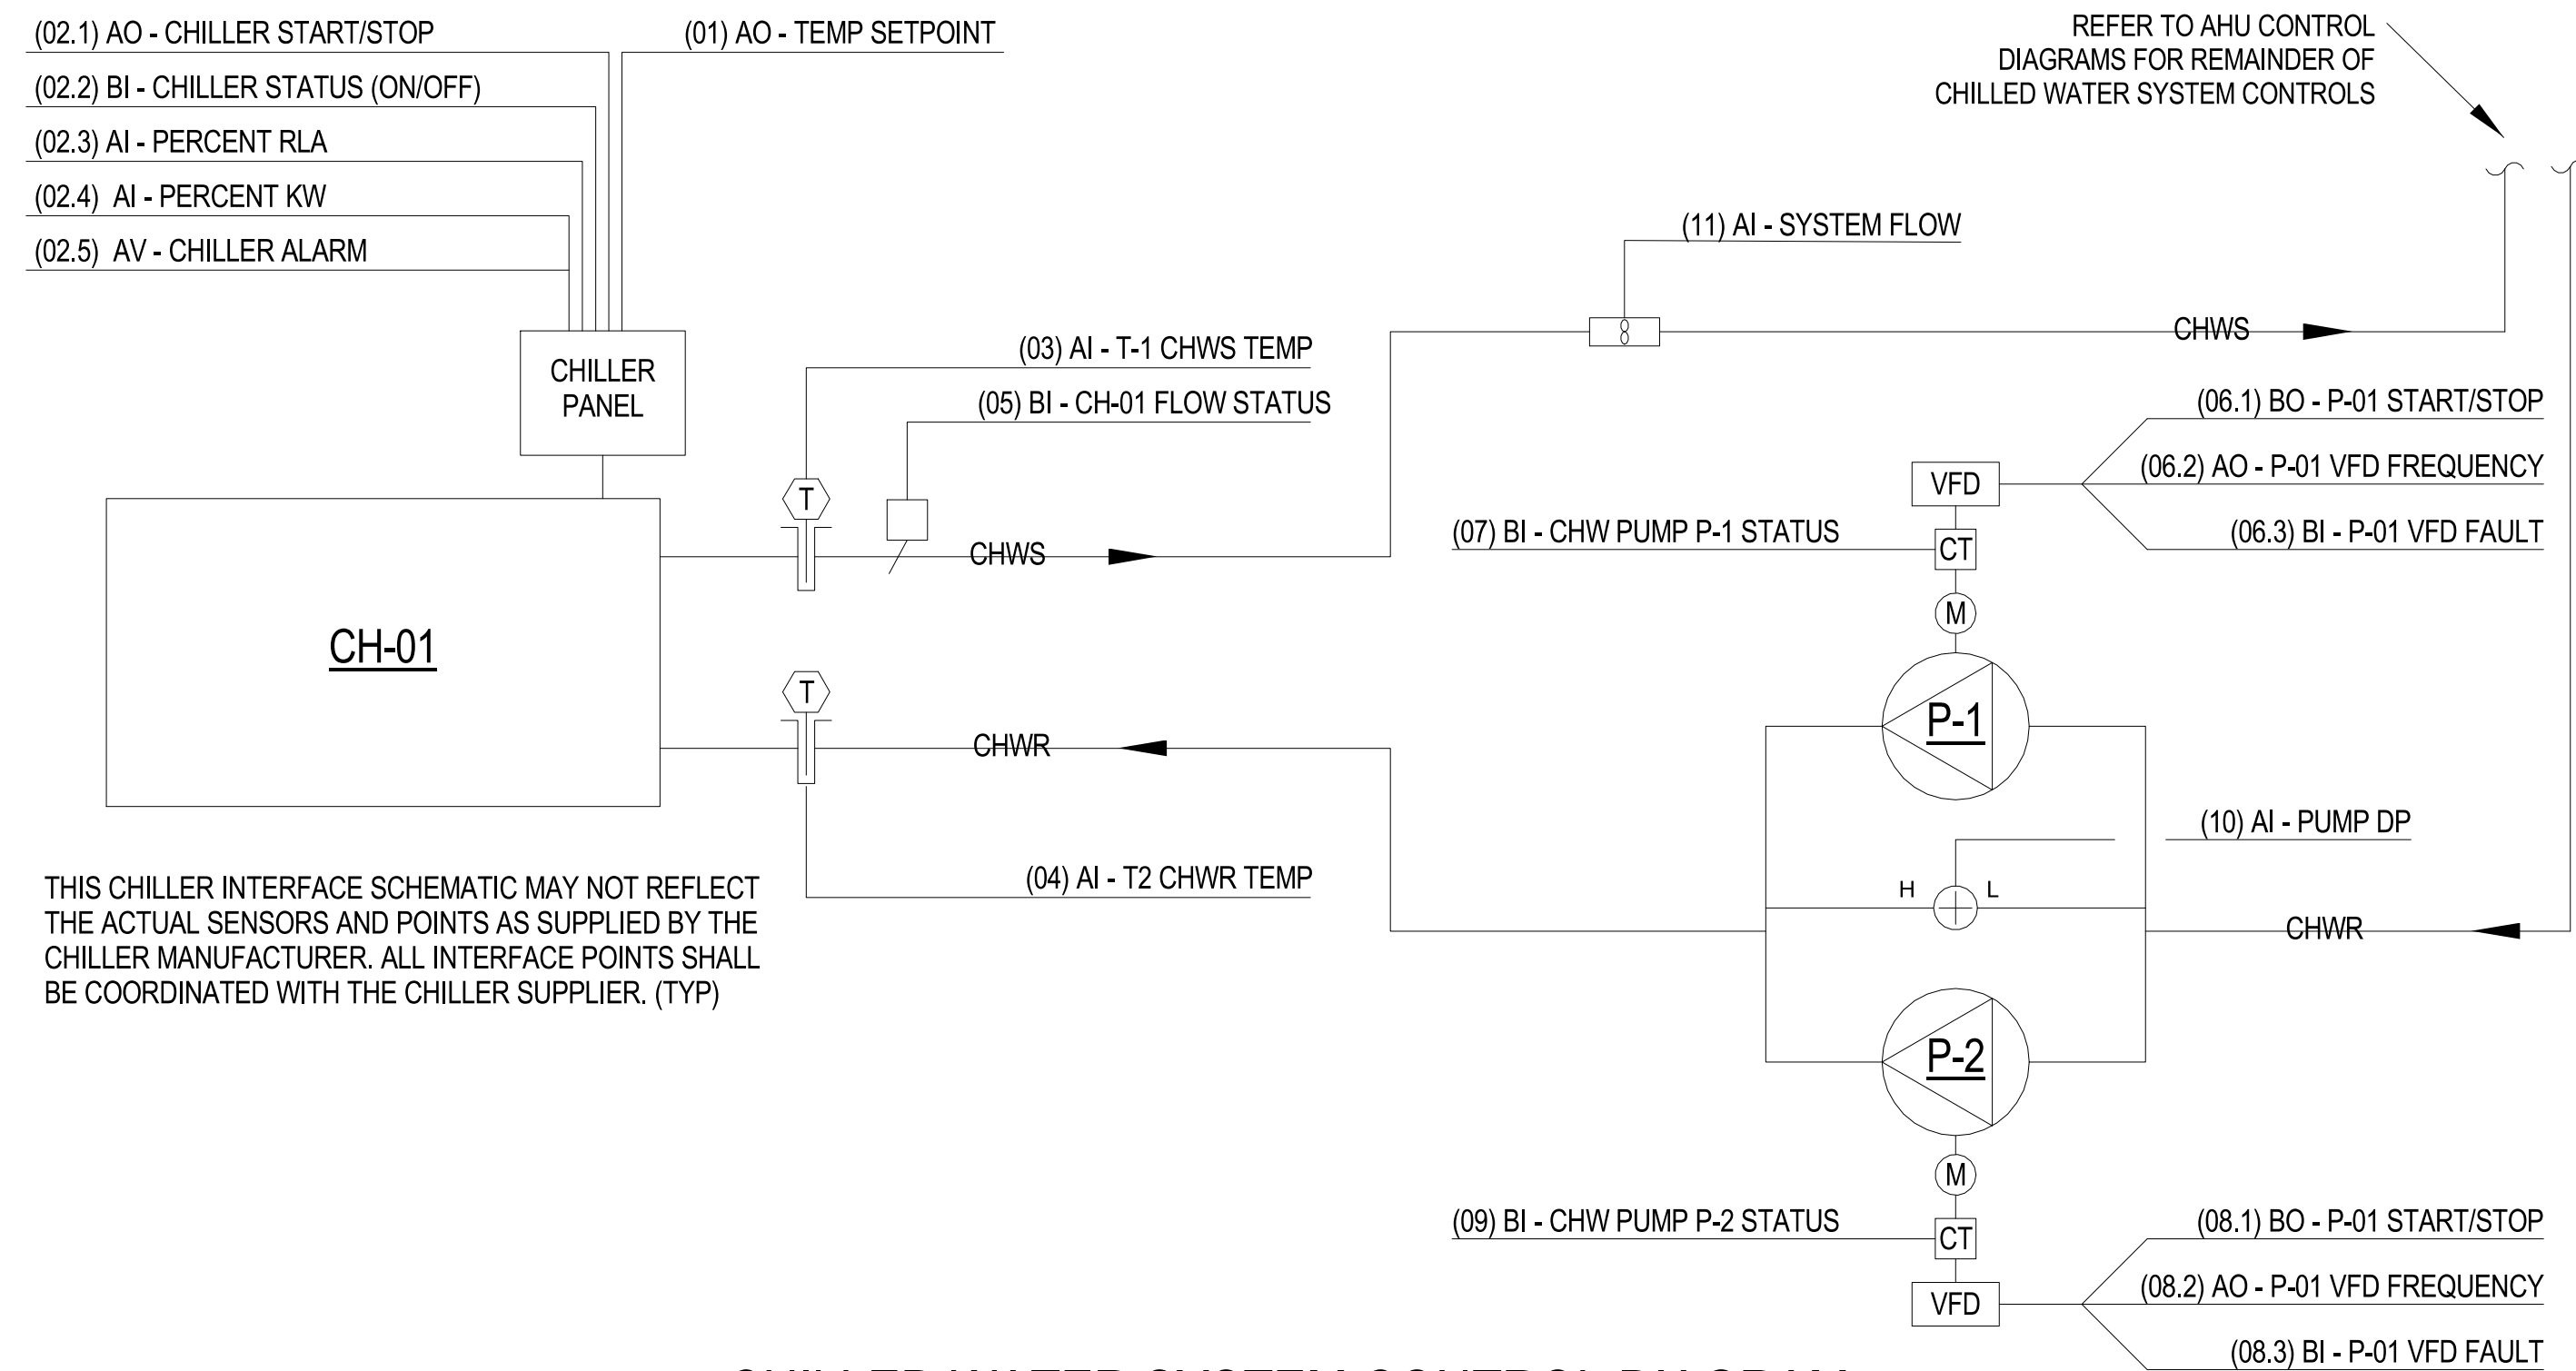 (02.1) AO - CHILLER START/STOP
(01) AO - TEMP SETPOINT
(02.2) BI - CHILLER STATUS (ON/OFF)
(02.3) AI - PERCENT RLA
(02.4) AI - PERCENT KW
(02.5) AV - CHILLER ALARM
REFER TO AHU CONTROL
DIAGRAMS FOR REMAINDER OF
CHILLED WATER SYSTEM CONTROLS
(11) AI - SYSTEM FLOW
CHWS
CHILLER
PANEL
(03) AI - T-1 CHWS TEMP
(05) BI - CH-01 FLOW STATUS
T
CHWS
(06.1) BO - P-01 START/STOP
(06.2) AO - P-01 VFD FREQUENCY
(06.3) BI - P-01 VFD FAULT
VFD
(07) BI - CHW PUMP P-1 STATUS
CT
M
CH-01
P-1
T
CHWR
(04) AI - T2 CHWR TEMP
(10) AI - PUMP DP
H
L
CHWR
THIS CHILLER INTERFACE SCHEMATIC MAY NOT REFLECT
THE ACTUAL SENSORS AND POINTS AS SUPPLIED BY THE
CHILLER MANUFACTURER. ALL INTERFACE POINTS SHALL
BE COORDINATED WITH THE CHILLER SUPPLIER. (TYP)
P-2
M
(09) BI - CHW PUMP P-2 STATUS
CT
VFD
(08.1) BO - P-01 START/STOP
(08.2) AO - P-01 VFD FREQUENCY
(08.3) BI - P-01 VFD FAULT
WATER SYSTEM CONTROL